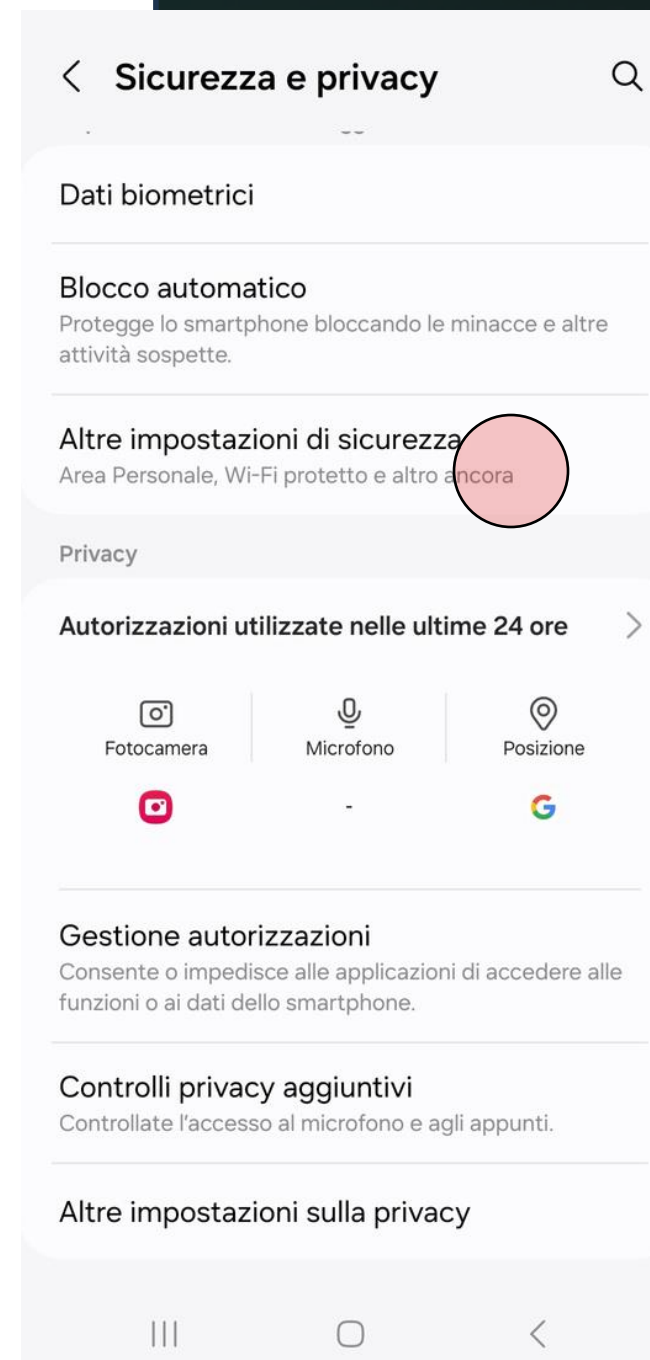 Sicurezza e privacy
Dati biometrici
Blocco automatico
Protegge lo smartphone bloccando le minacce e altre
attività sospette.
Altre impostazioni di sicurezza
Area Personale, Wi-Fi protetto e altro ancora
Privacy
Autorizzazioni utilizzate nelle ultime 24 ore
Fotocamera Microfono Posizione
-
Gestione autorizzazioni
Consente o impedisce alle applicazioni di accedere alle
funzioni o ai dati dello smartphone.
Controlli privacy aggiuntivi
Controllate l'accesso al microfono e agli appunti.
Altre impostazioni sulla privacy